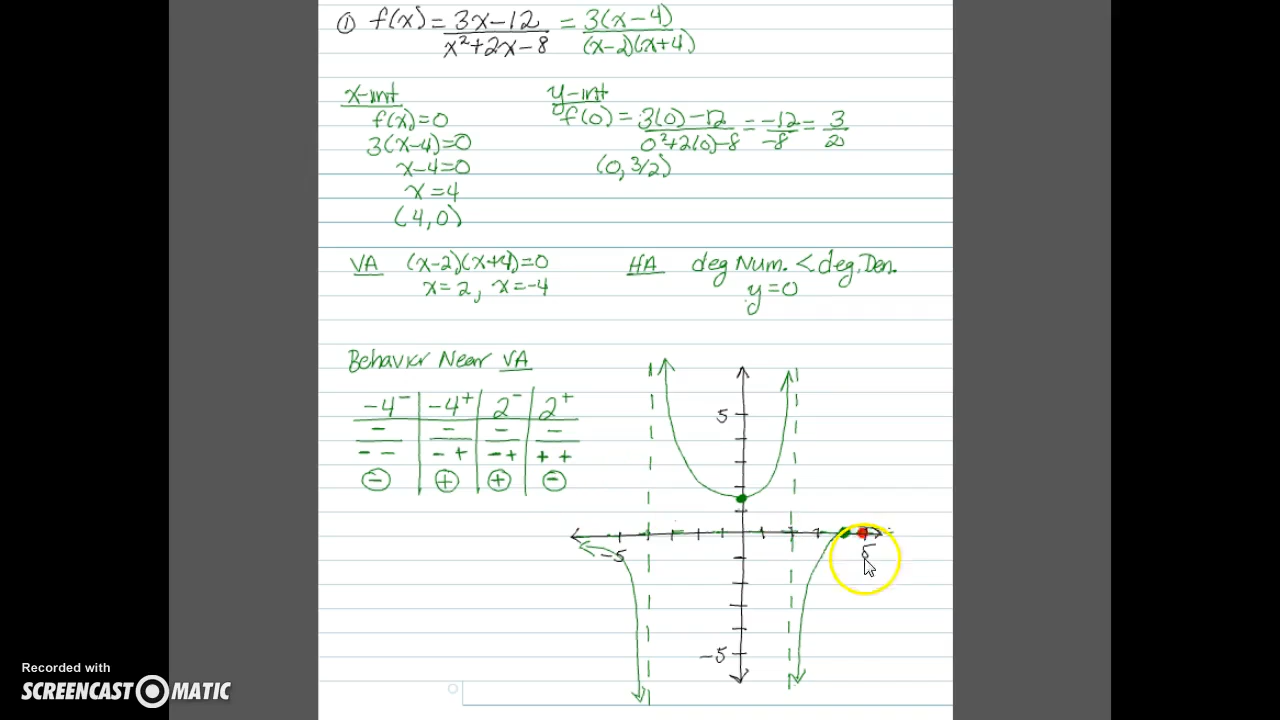 ① f(x) = 3x-12 / x²+2x-8 = 3(x-4) / (x-2)(x+4)
x-int
f(x)=0
3(x-4)=0
x-4=0
x=4
(4,0)
y-int
f(0) = 3(0)-12 / 0²+2(0)-8 = -12 / -8 = 3 / 20
(0, 3/2)
VA (x-2)(x+4)=0
x=2, x=-4
HA deg Num. < deg. Den.
y=0
Behavior Near VA
-4⁻ | -4⁺ | 2⁻ | 2⁺
- | - | - | -
- - | - + | - + | + +
⊖ | ⊕ | ⊕ | ⊖
5
-5
5
-5
Recorded with
SCREENCAST-O-MATIC